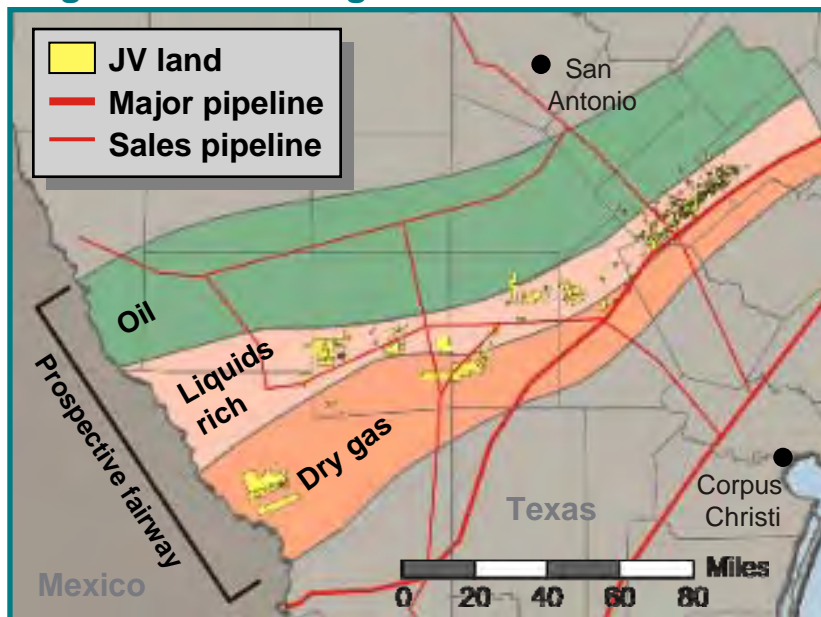 JV land
Major pipeline
Sales pipeline
San
Antonio
Oil
Liquids
rich
Dry gas
Prospective fairway
Texas
Corpus
Christi
Mexico
Miles
0 20 40 60 80